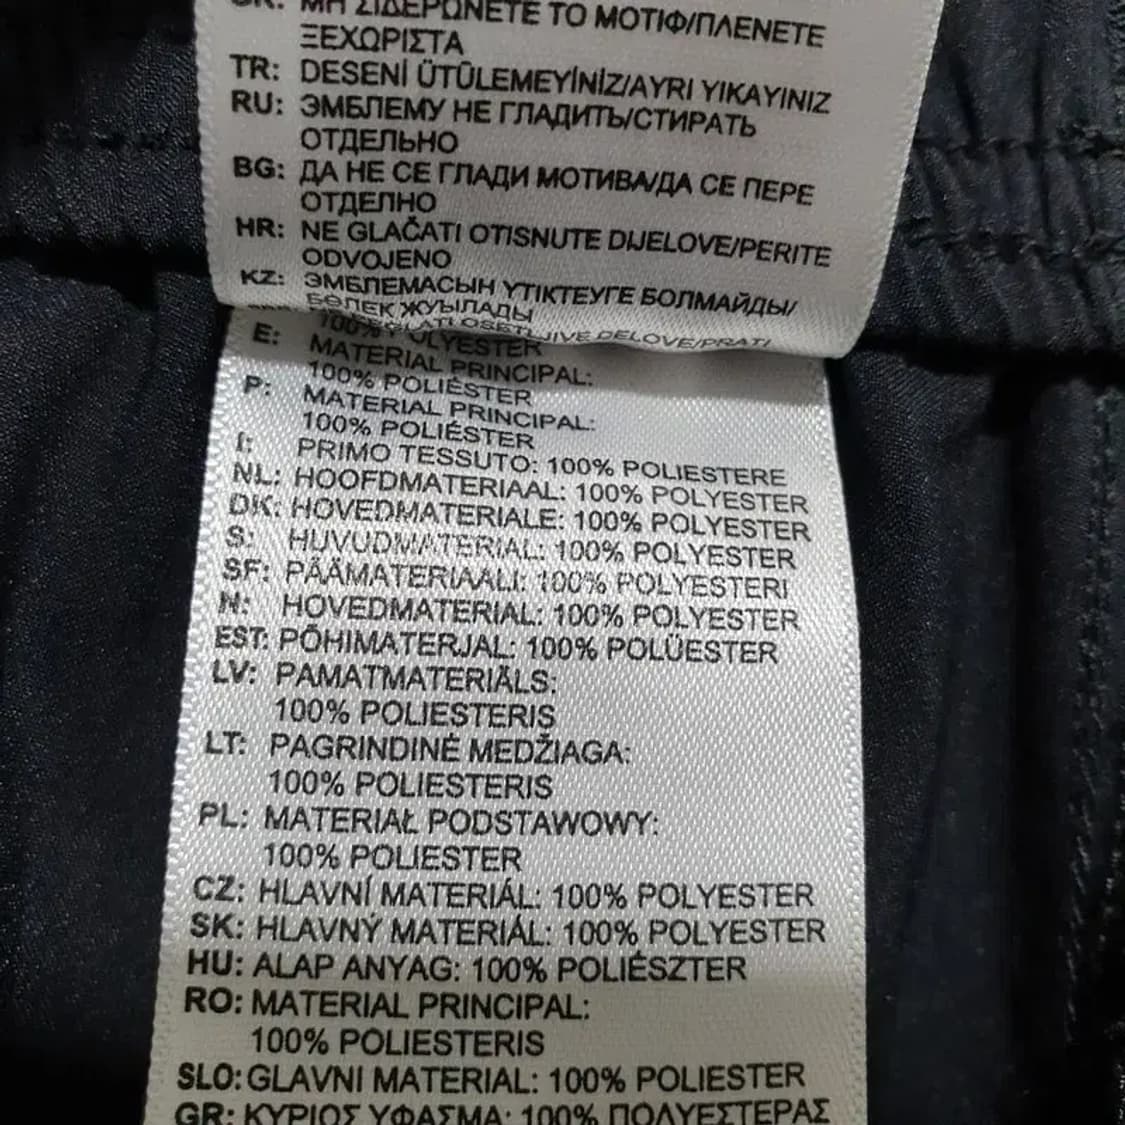 GR: ΜΗ ΣΙΔΕΡΩΝΕΤΕ ΤΟ ΜΟΤΙΦ/ΠΛΕΝΕΤΕ
ΞΕΧΩΡΙΣΤΑ
TR: DESENİ ÜTÜLEMEYİNİZ/AYRI YIKAYINIZ
RU: ЭМБЛЕМУ НЕ ГЛАДИТЬ/СТИРАТЬ
ОТДЕЛЬНО
BG: ДА НЕ СЕ ГЛАДИ МОТИВА/ДА СЕ ПЕРЕ
ОТДЕЛНО
HR: NE GLAČATI OTISNUTE DIJELOVE/PERITE
ODVOJENO
KZ: ЭМБЛЕМАСЫН ҮТІКТЕУГЕ БОЛМАЙДЫ/
БӨЛЕК ЖУЫЛАДЫ
DELOVE/PRATI
100% POLYESTER
E: MATERIAL PRINCIPAL:
100% POLIÉSTER
P: MATERIAL PRINCIPAL:
100% POLIÉSTER
I: PRIMO TESSUTO: 100% POLIESTERE
NL: HOOFDMATERIAAL: 100% POLYESTER
DK: HOVEDMATERIALE: 100% POLYESTER
S: HUVUDMATERIAL: 100% POLYESTER
SF: PÄÄMATERIAALI: 100% POLYESTERI
N: HOVEDMATERIAL: 100% POLYESTER
EST: PÕHIMATERJAL: 100% POLÜESTER
LV: PAMATMATERIĀLS:
100% POLIESTERIS
LT: PAGRINDINĖ MEDŽIAGA:
100% POLIESTERIS
PL: MATERIAŁ PODSTAWOWY:
100% POLIESTER
CZ: HLAVNÍ MATERIÁL: 100% POLYESTER
SK: HLAVNÝ MATERIÁL: 100% POLYESTER
HU: ALAP ANYAG: 100% POLIÉSZTER
RO: MATERIAL PRINCIPAL:
100% POLIESTERIS
SLO: GLAVNI MATERIAL: 100% POLYESTER
GR: ΚΥΡΙΟΣ ΥΦΑΣΜΑ: 100% ΠΟΛΥΕΣΤΕΡΑΣ